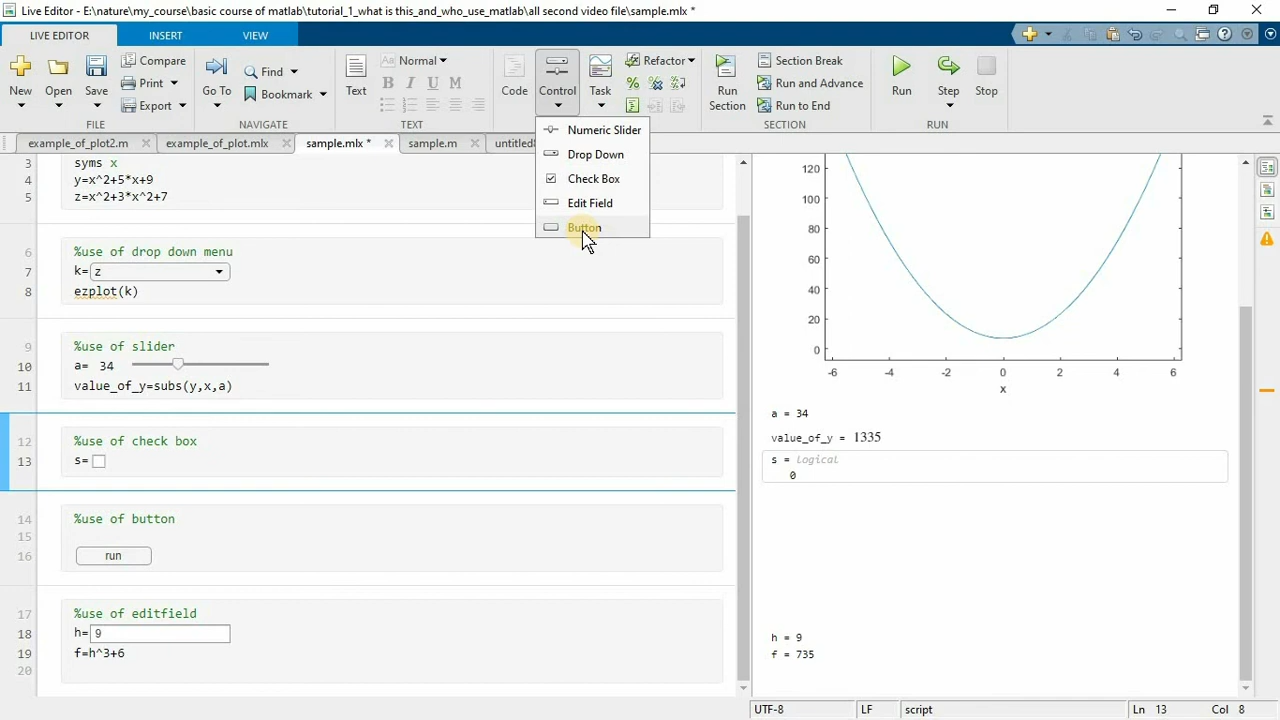 Live Editor - E:\nature\my_course\basic course of matlab\tutorial_1_what is this_and_who_use_matlab\all second video file\sample.mlx *
LIVE EDITOR INSERT VIEW
New Open Save Compare Print Export
FILE
Go To Find Bookmark
NAVIGATE
Text Aa Normal B I U M
TEXT
Code Control Task Refactor
Run Section Section Break Run and Advance Run to End
SECTION
Run Step Stop
RUN
Numeric Slider
Drop Down
Check Box
Edit Field
Button
example_of_plot2.m example_of_plot.mlx sample.mlx * sample.m untitled8
3 syms x
4 y=x^2+5*x+9
5 z=x^2+3*x^2+7
6 %use of drop down menu
7 k= z
8 ezplot(k)
9 %use of slider
10 a= 34
11 value_of_y=subs(y,x,a)
12 %use of check box
13 s=
14 %use of button
15
16 run
17 %use of editfield
18 h= 9
19 f=h^3+6
20
120
100
80
60
40
20
0
-6 -4 -2 0 2 4 6
x
a = 34
value_of_y = 1335
s = logical
0
h = 9
f = 735
UTF-8 LF script Ln 13 Col 8